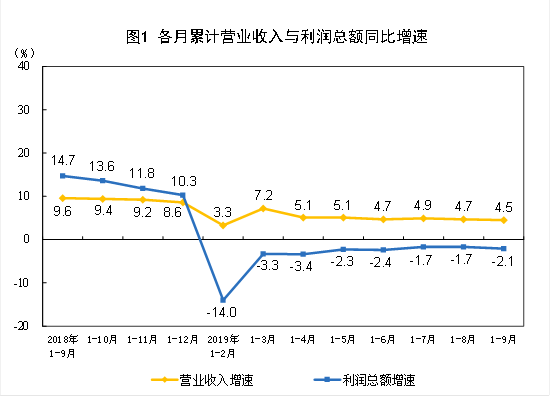 图1 各月累计营业收入与利润总额同比增速
(%)
40
30
20
10
0
-10
-20
14.7 13.6 11.8 10.3 -14.0 -3.3 -3.4 -2.3 -2.4 -1.7 -1.7 -2.1
9.6 9.4 9.2 8.6 3.3 7.2 5.1 5.1 4.7 4.9 4.7 4.5
2018年 1-10月 1-11月 1-12月 2019年 1-3月 1-4月 1-5月 1-6月 1-7月 1-8月 1-9月
1-9月 1-2月
营业收入增速 利润总额增速